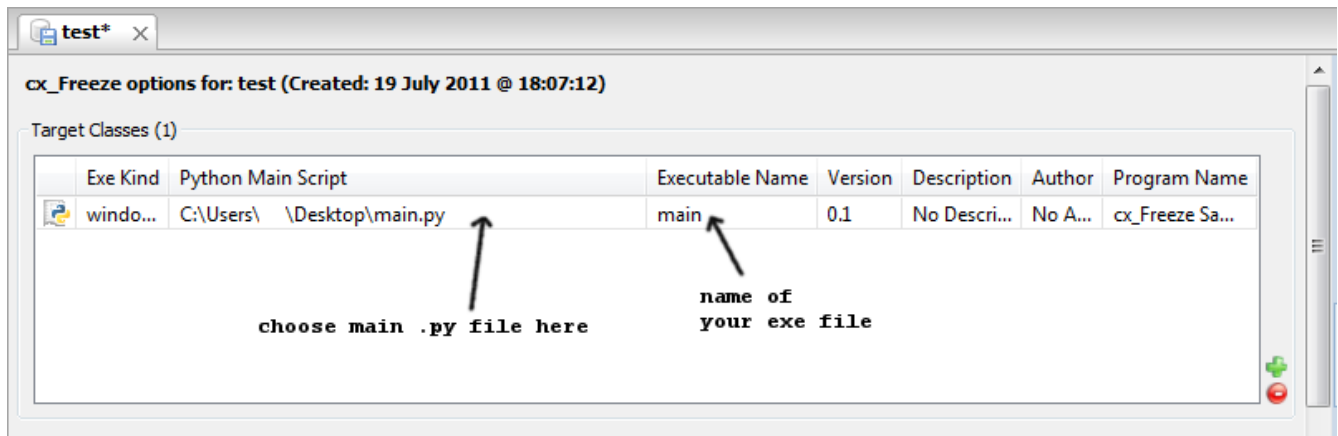 test*
cx_Freeze options for: test (Created: 19 July 2011 @ 18:07:12)
Target Classes (1)
Exe Kind Python Main Script Executable Name Version Description Author Program Name
windo... C:\Users\ \Desktop\main.py main 0.1 No Descri... No A... cx_Freeze Sa...
choose main .py file here
name of
your exe file